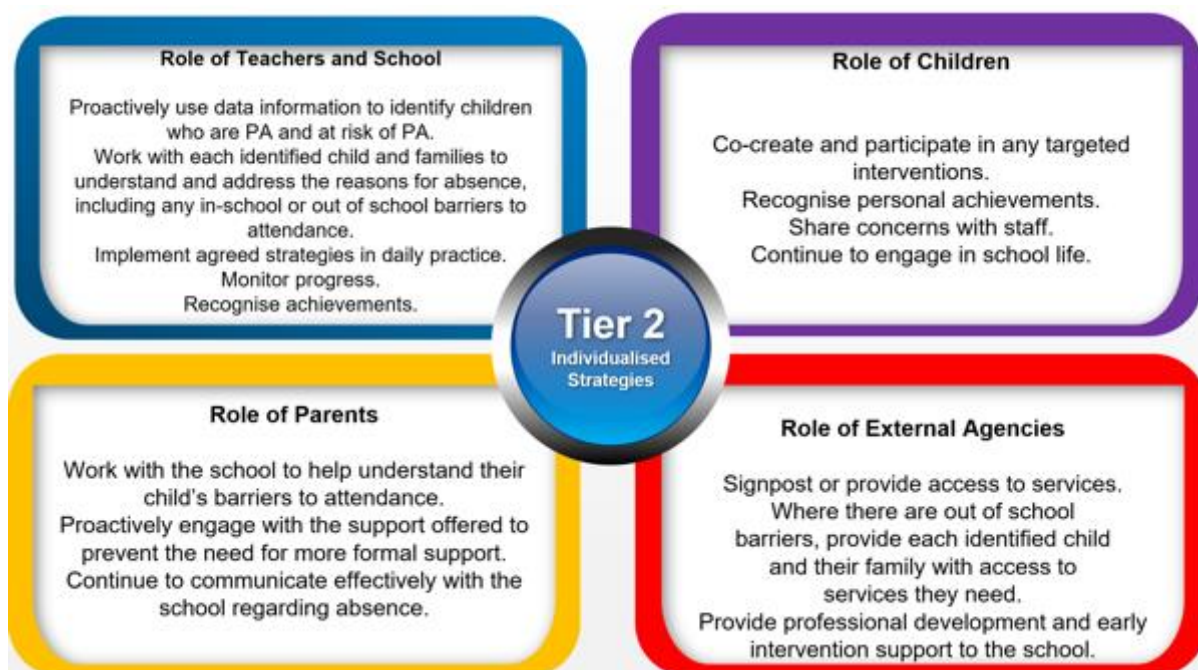 Role of Teachers and School
Proactively use data information to identify children
who are PA and at risk of PA.
Work with each identified child and families to
understand and address the reasons for absence,
including any in-school or out of school barriers to
attendance.
Implement agreed strategies in daily practice.
Monitor progress.
Recognise achievements.
Role of Children
Co-create and participate in any targeted
interventions.
Recognise personal achievements.
Share concerns with staff.
Continue to engage in school life.
Tier 2
Individualised
Strategies
Role of Parents
Work with the school to help understand their
child's barriers to attendance.
Proactively engage with the support offered to
prevent the need for more formal support.
Continue to communicate effectively with the
school regarding absence.
Role of External Agencies
Signpost or provide access to services.
Where there are out of school
barriers, provide each identified child
and their family with access to
services they need.
Provide professional development and early
intervention support to the school.